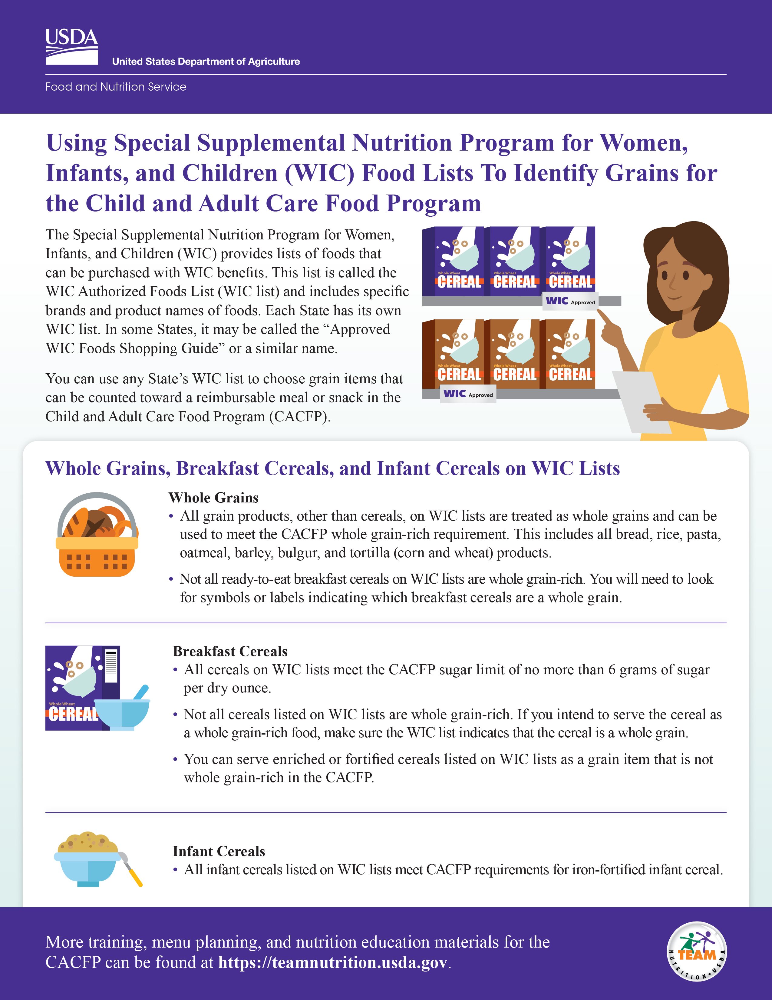 USDA
United States Department of Agriculture
Food and Nutrition Service
Using Special Supplemental Nutrition Program for Women,
Infants, and Children (WIC) Food Lists To Identify Grains for
the Child and Adult Care Food Program
The Special Supplemental Nutrition Program for Women,
Infants, and Children (WIC) provides lists of foods that
can be purchased with WIC benefits. This list is called the
WIC Authorized Foods List (WIC list) and includes specific
brands and product names of foods. Each State has its own
WIC list. In some States, it may be called the “Approved
WIC Foods Shopping Guide” or a similar name.
You can use any State’s WIC list to choose grain items that
can be counted toward a reimbursable meal or snack in the
Child and Adult Care Food Program (CACFP).
Whole Wheat Whole Wheat Whole Wheat
CEREAL CEREAL CEREAL
WIC Approved
Whole Wheat Whole Wheat Whole Wheat
CEREAL CEREAL CEREAL
WIC Approved
Whole Grains, Breakfast Cereals, and Infant Cereals on WIC Lists
Whole Grains
• All grain products, other than cereals, on WIC lists are treated as whole grains and can be
used to meet the CACFP whole grain-rich requirement. This includes all bread, rice, pasta,
oatmeal, barley, bulgur, and tortilla (corn and wheat) products.
• Not all ready-to-eat breakfast cereals on WIC lists are whole grain-rich. You will need to look
for symbols or labels indicating which breakfast cereals are a whole grain.
Whole Wheat
CEREAL
Breakfast Cereals
• All cereals on WIC lists meet the CACFP sugar limit of no more than 6 grams of sugar
per dry ounce.
• Not all cereals listed on WIC lists are whole grain-rich. If you intend to serve the cereal as
a whole grain-rich food, make sure the WIC list indicates that the cereal is a whole grain.
• You can serve enriched or fortified cereals listed on WIC lists as a grain item that is not
whole grain-rich in the CACFP.
Infant Cereals
• All infant cereals listed on WIC lists meet CACFP requirements for iron-fortified infant cereal.
More training, menu planning, and nutrition education materials for the
CACFP can be found at https://teamnutrition.usda.gov.
TEAM
NUTRITION • USDA